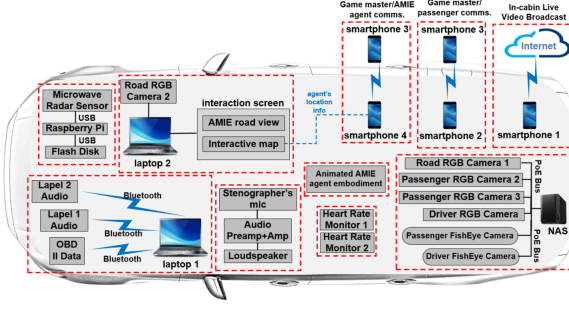 Game master/AMIE
agent comms.
smartphone 3
Game master/
passenger comms.
smartphone 3
In-cabin Live
Video Broadcast
Internet
Microwave
Radar Sensor
USB
Raspberry Pi
USB
Flash Disk
Road RGB
Camera 2
laptop 2
interaction screen
AMIE road view
Interactive map
agent's
location
info
smartphone 4
smartphone 2
smartphone 1
Lapel 2
Audio
Bluetooth
Lapel 1
Audio
Bluetooth
OBD
II Data
Bluetooth
laptop 1
Stenographer's
mic
Audio
Preamp+Amp
Loudspeaker
Animated AMIE
agent embodiment
Heart Rate
Monitor 1
Heart Rate
Monitor 2
Road RGB Camera 1
Passenger RGB Camera 2
Passenger RGB Camera 3
Driver RGB Camera
Passenger FishEye Camera
Driver FishEye Camera
PoE Bus
PoE Bus
NAS